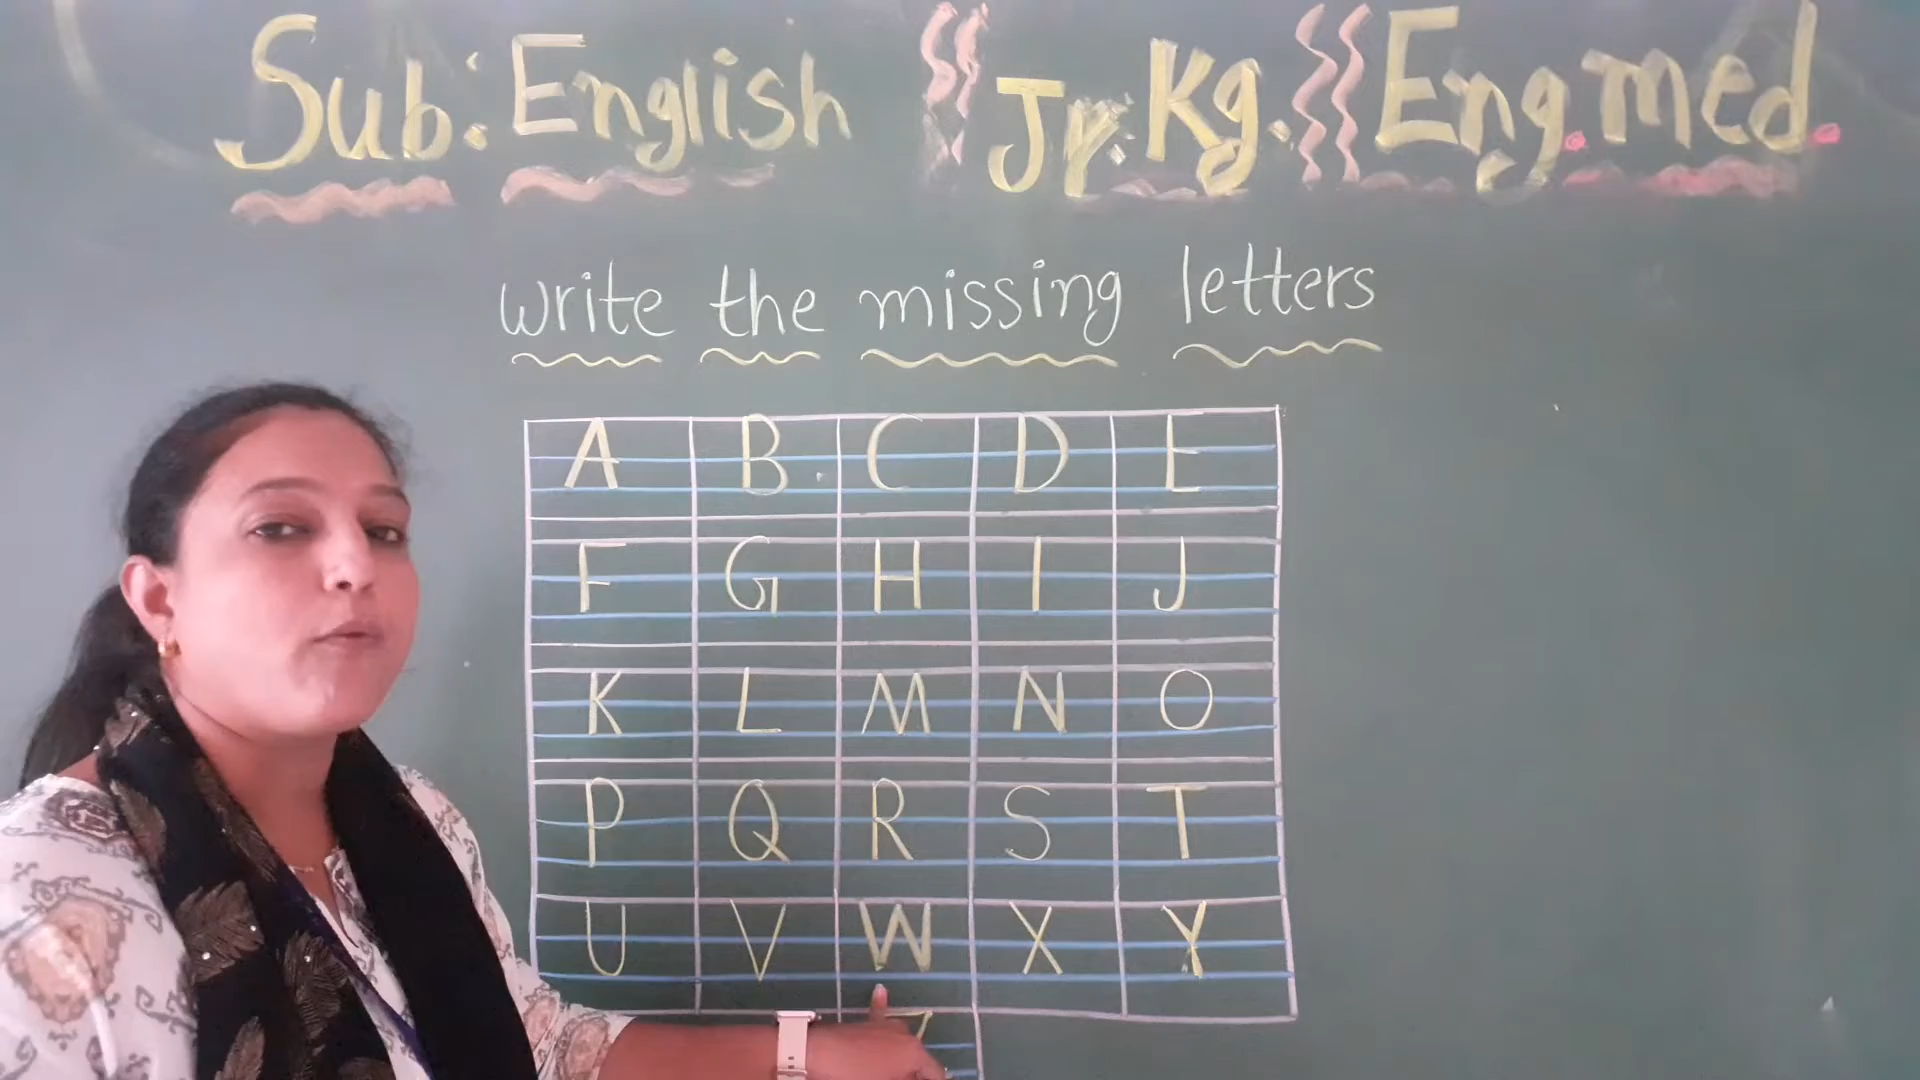 Sub: English Jr. Kg. Eng. med.
write the missing letters
A B C D E
F G H I J
K L M N O
P Q R S T
U V W X Y